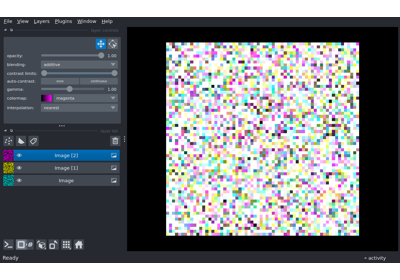 File View Layers Plugins Window Help
opacity: 1.00
blending: additive
contrast limits:
auto-contrast: once continuous
gamma: 1.00
colormap: magenta
interpolation: nearest
Image [2]
Image [1]
Image
Ready
activity